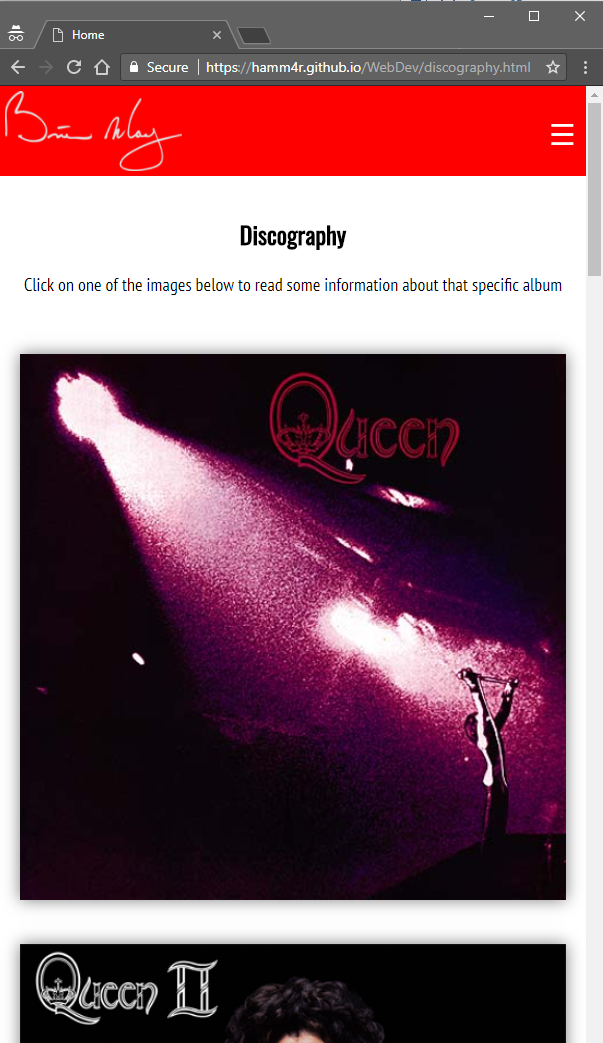 Home
Secure https://hamm4r.github.io/WebDev/discography.html
Brian May
Discography
Click on one of the images below to read some information about that specific album
Queen
Queen II